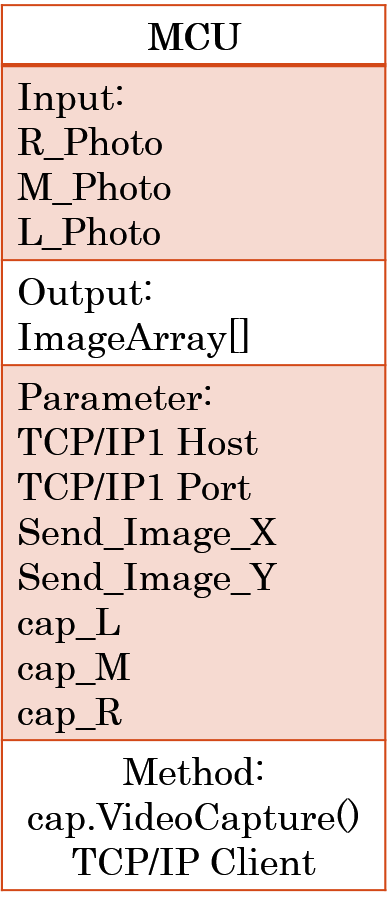 MCU
Input:
R_Photo
M_Photo
L_Photo
Output:
ImageArray[]
Parameter:
TCP/IP1 Host
TCP/IP1 Port
Send_Image_X
Send_Image_Y
cap_L
cap_M
cap_R
Method:
cap.VideoCapture()
TCP/IP Client